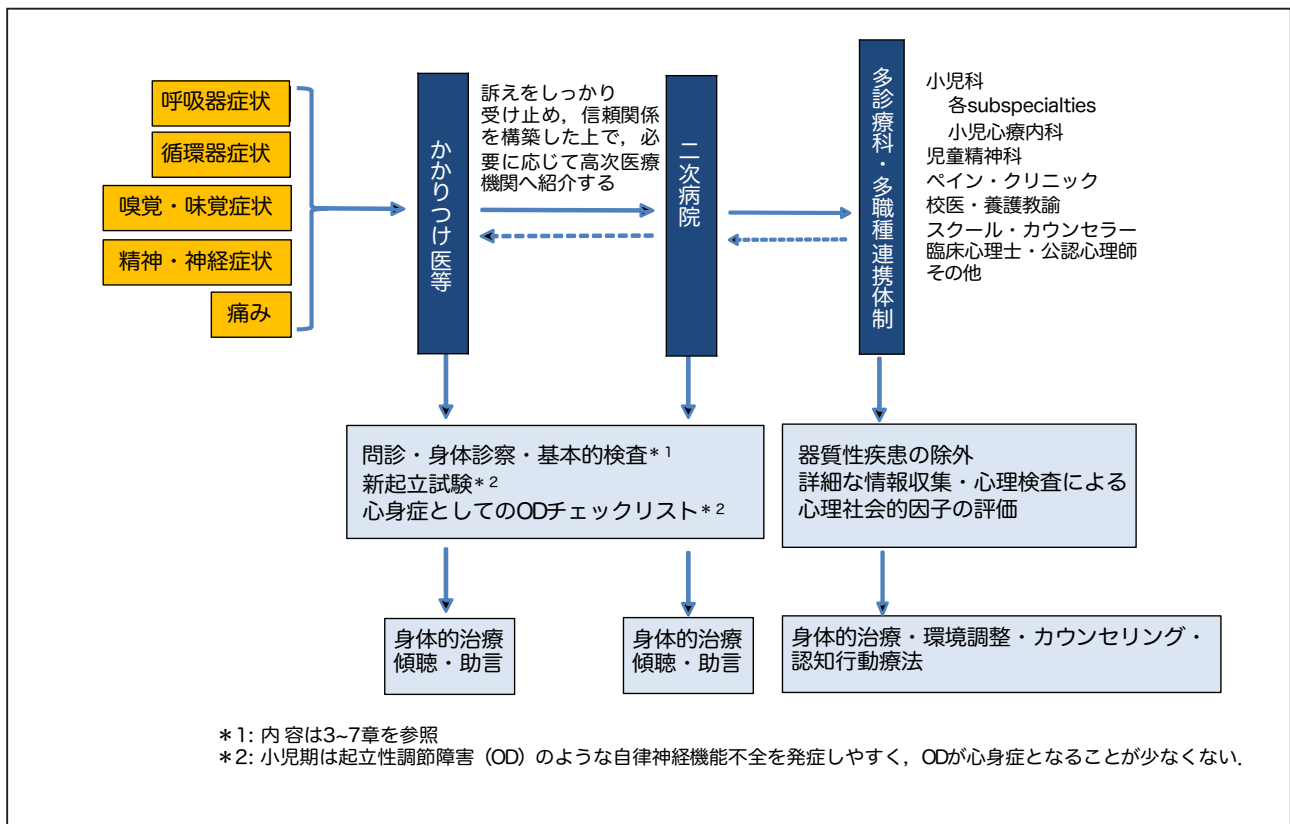 呼吸器症状
循環器症状
嗅覚・味覚症状
精神・神経症状
痛み
かかりつけ医等
訴えをしっかり
受け止め，信頼関係
を構築した上で，必
要に応じて高次医療
機関へ紹介する
二次病院
多診療科・多職種連携体制
小児科
各subspecialties
小児心療内科
児童精神科
ペイン・クリニック
校医・養護教諭
スクール・カウンセラー
臨床心理士・公認心理師
その他
問診・身体診察・基本的検査＊1
新起立試験＊2
心身症としてのODチェックリスト＊2
器質性疾患の除外
詳細な情報収集・心理検査による
心理社会的因子の評価
身体的治療
傾聴・助言
身体的治療
傾聴・助言
身体的治療・環境調整・カウンセリング・
認知行動療法
＊1: 内 容は3~7章を参照
＊2: 小児期は起立性調節障害（OD）のような自律神経機能不全を発症しやすく，ODが心身症となることが少なくない．